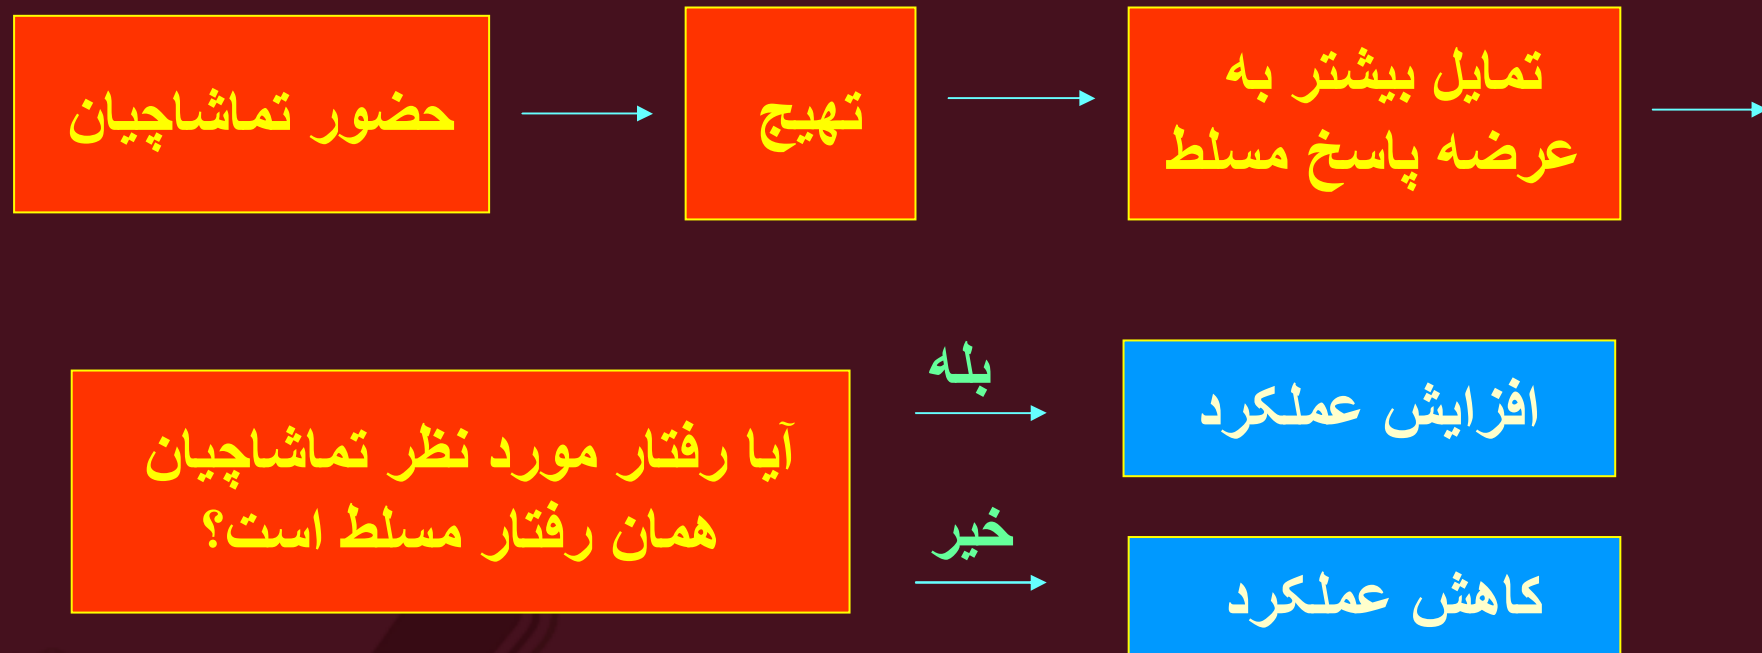 حضور تماشاچیان
تهیج
تمایل بیشتر به
عرضه پاسخ مسلط
آیا رفتار مورد نظر تماشاچیان
همان رفتار مسلط است؟
بله
افزایش عملکرد
خیر
کاهش عملکرد